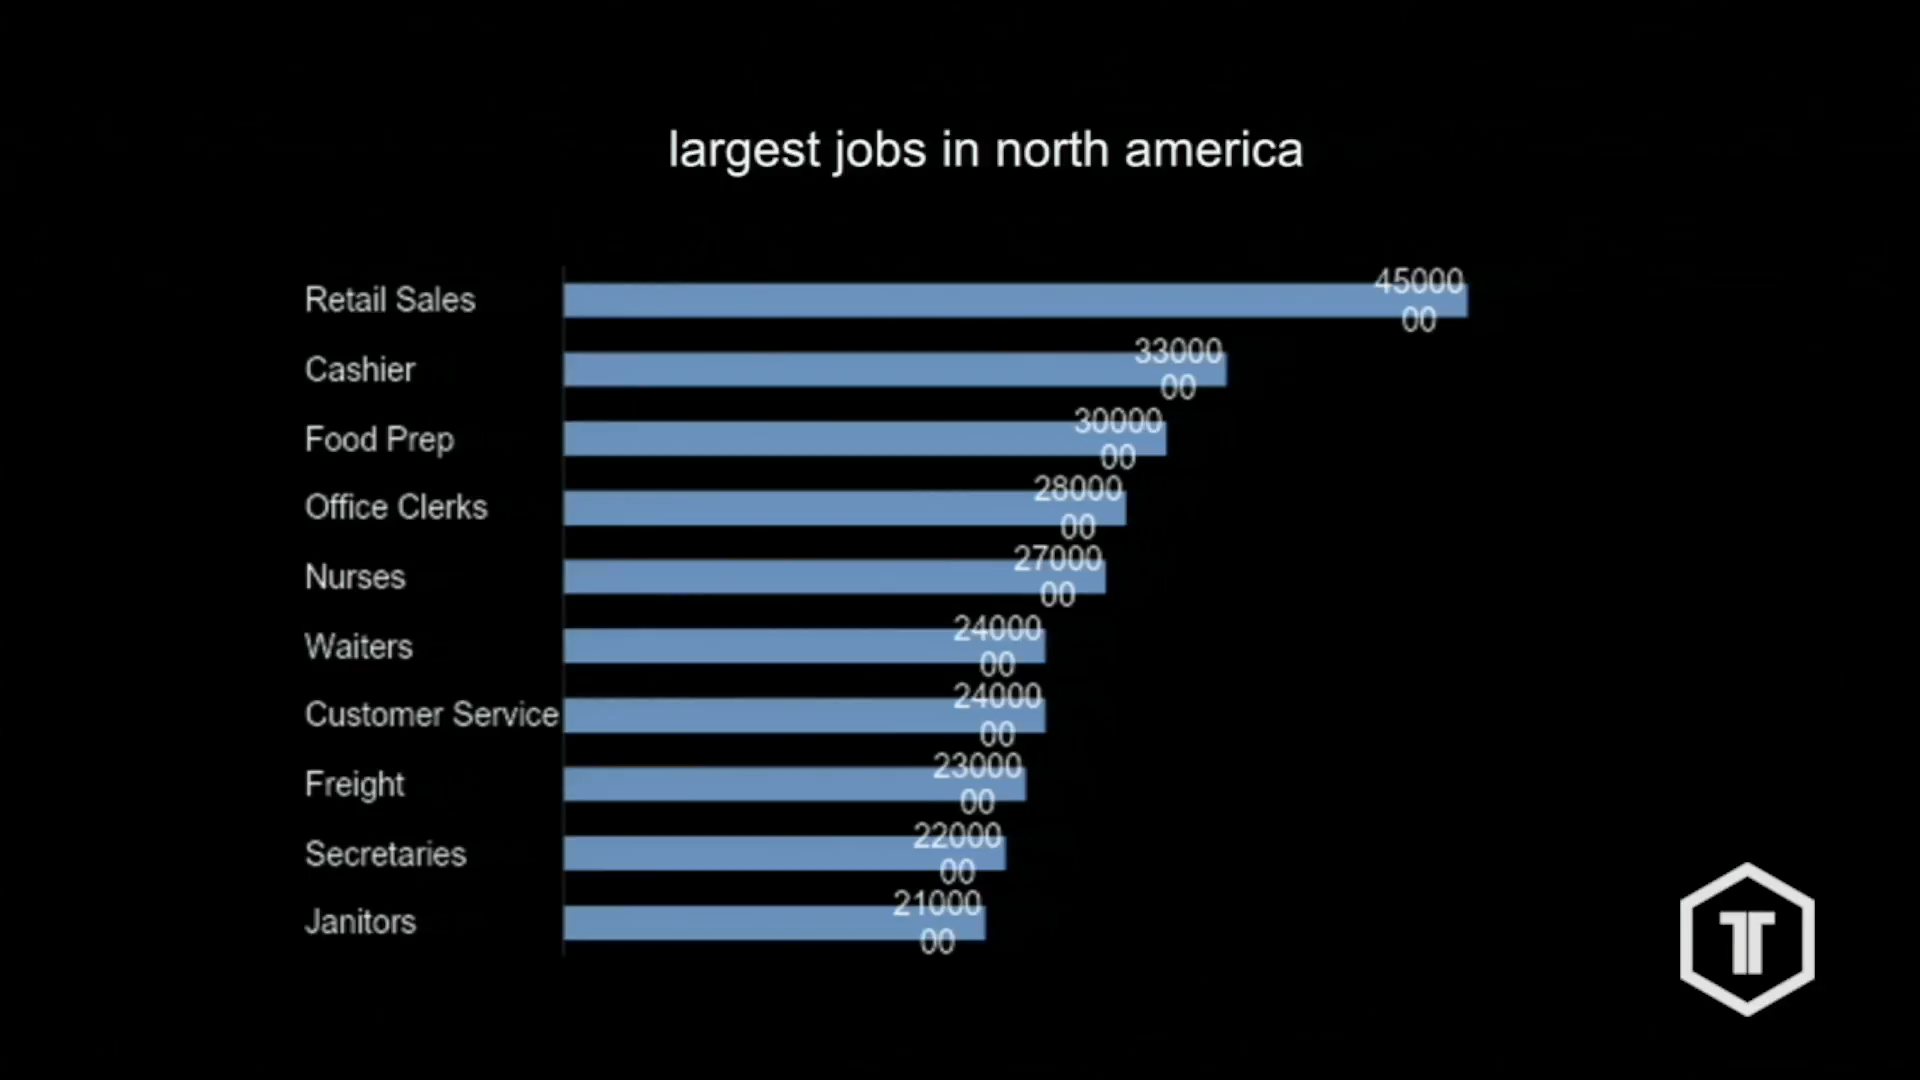 largest jobs in north america
Retail Sales
45000
00
Cashier
33000
00
Food Prep
30000
00
Office Clerks
28000
00
Nurses
27000
00
Waiters
24000
00
Customer Service
24000
00
Freight
23000
00
Secretaries
22000
00
Janitors
21000
00